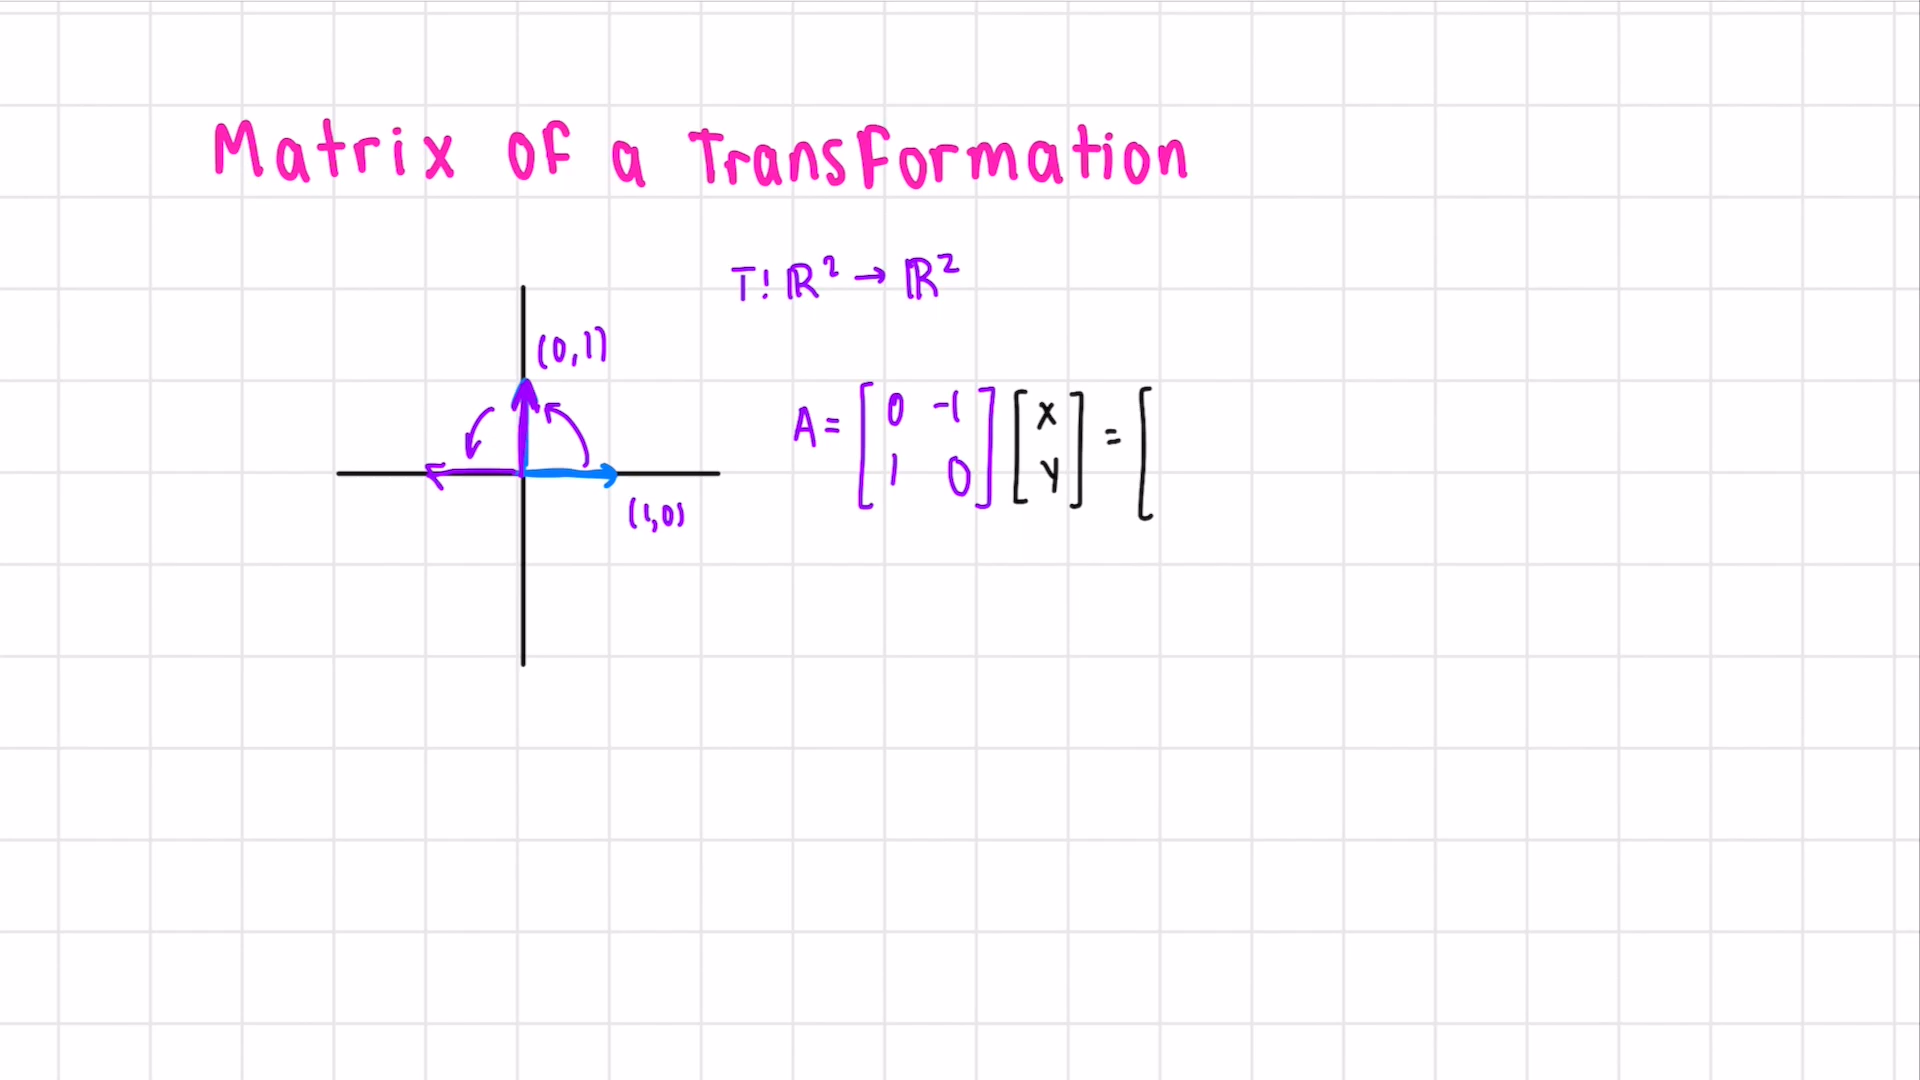 Matrix of a Transformation
T: ℝ² → ℝ²
(0,1)
A = [0 -1; 1 0] [x; y] = [
(1,0)